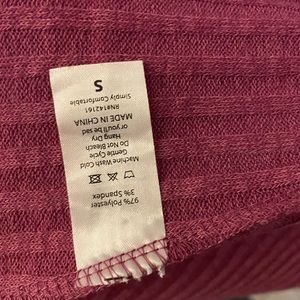 97% Polyester
3% Spandex
Machine Wash Cold
Gentle Cycle
Do Not Bleach
Hang Dry
or you'll be sad
MADE IN CHINA
RN#142161
Simply Comfortable
S